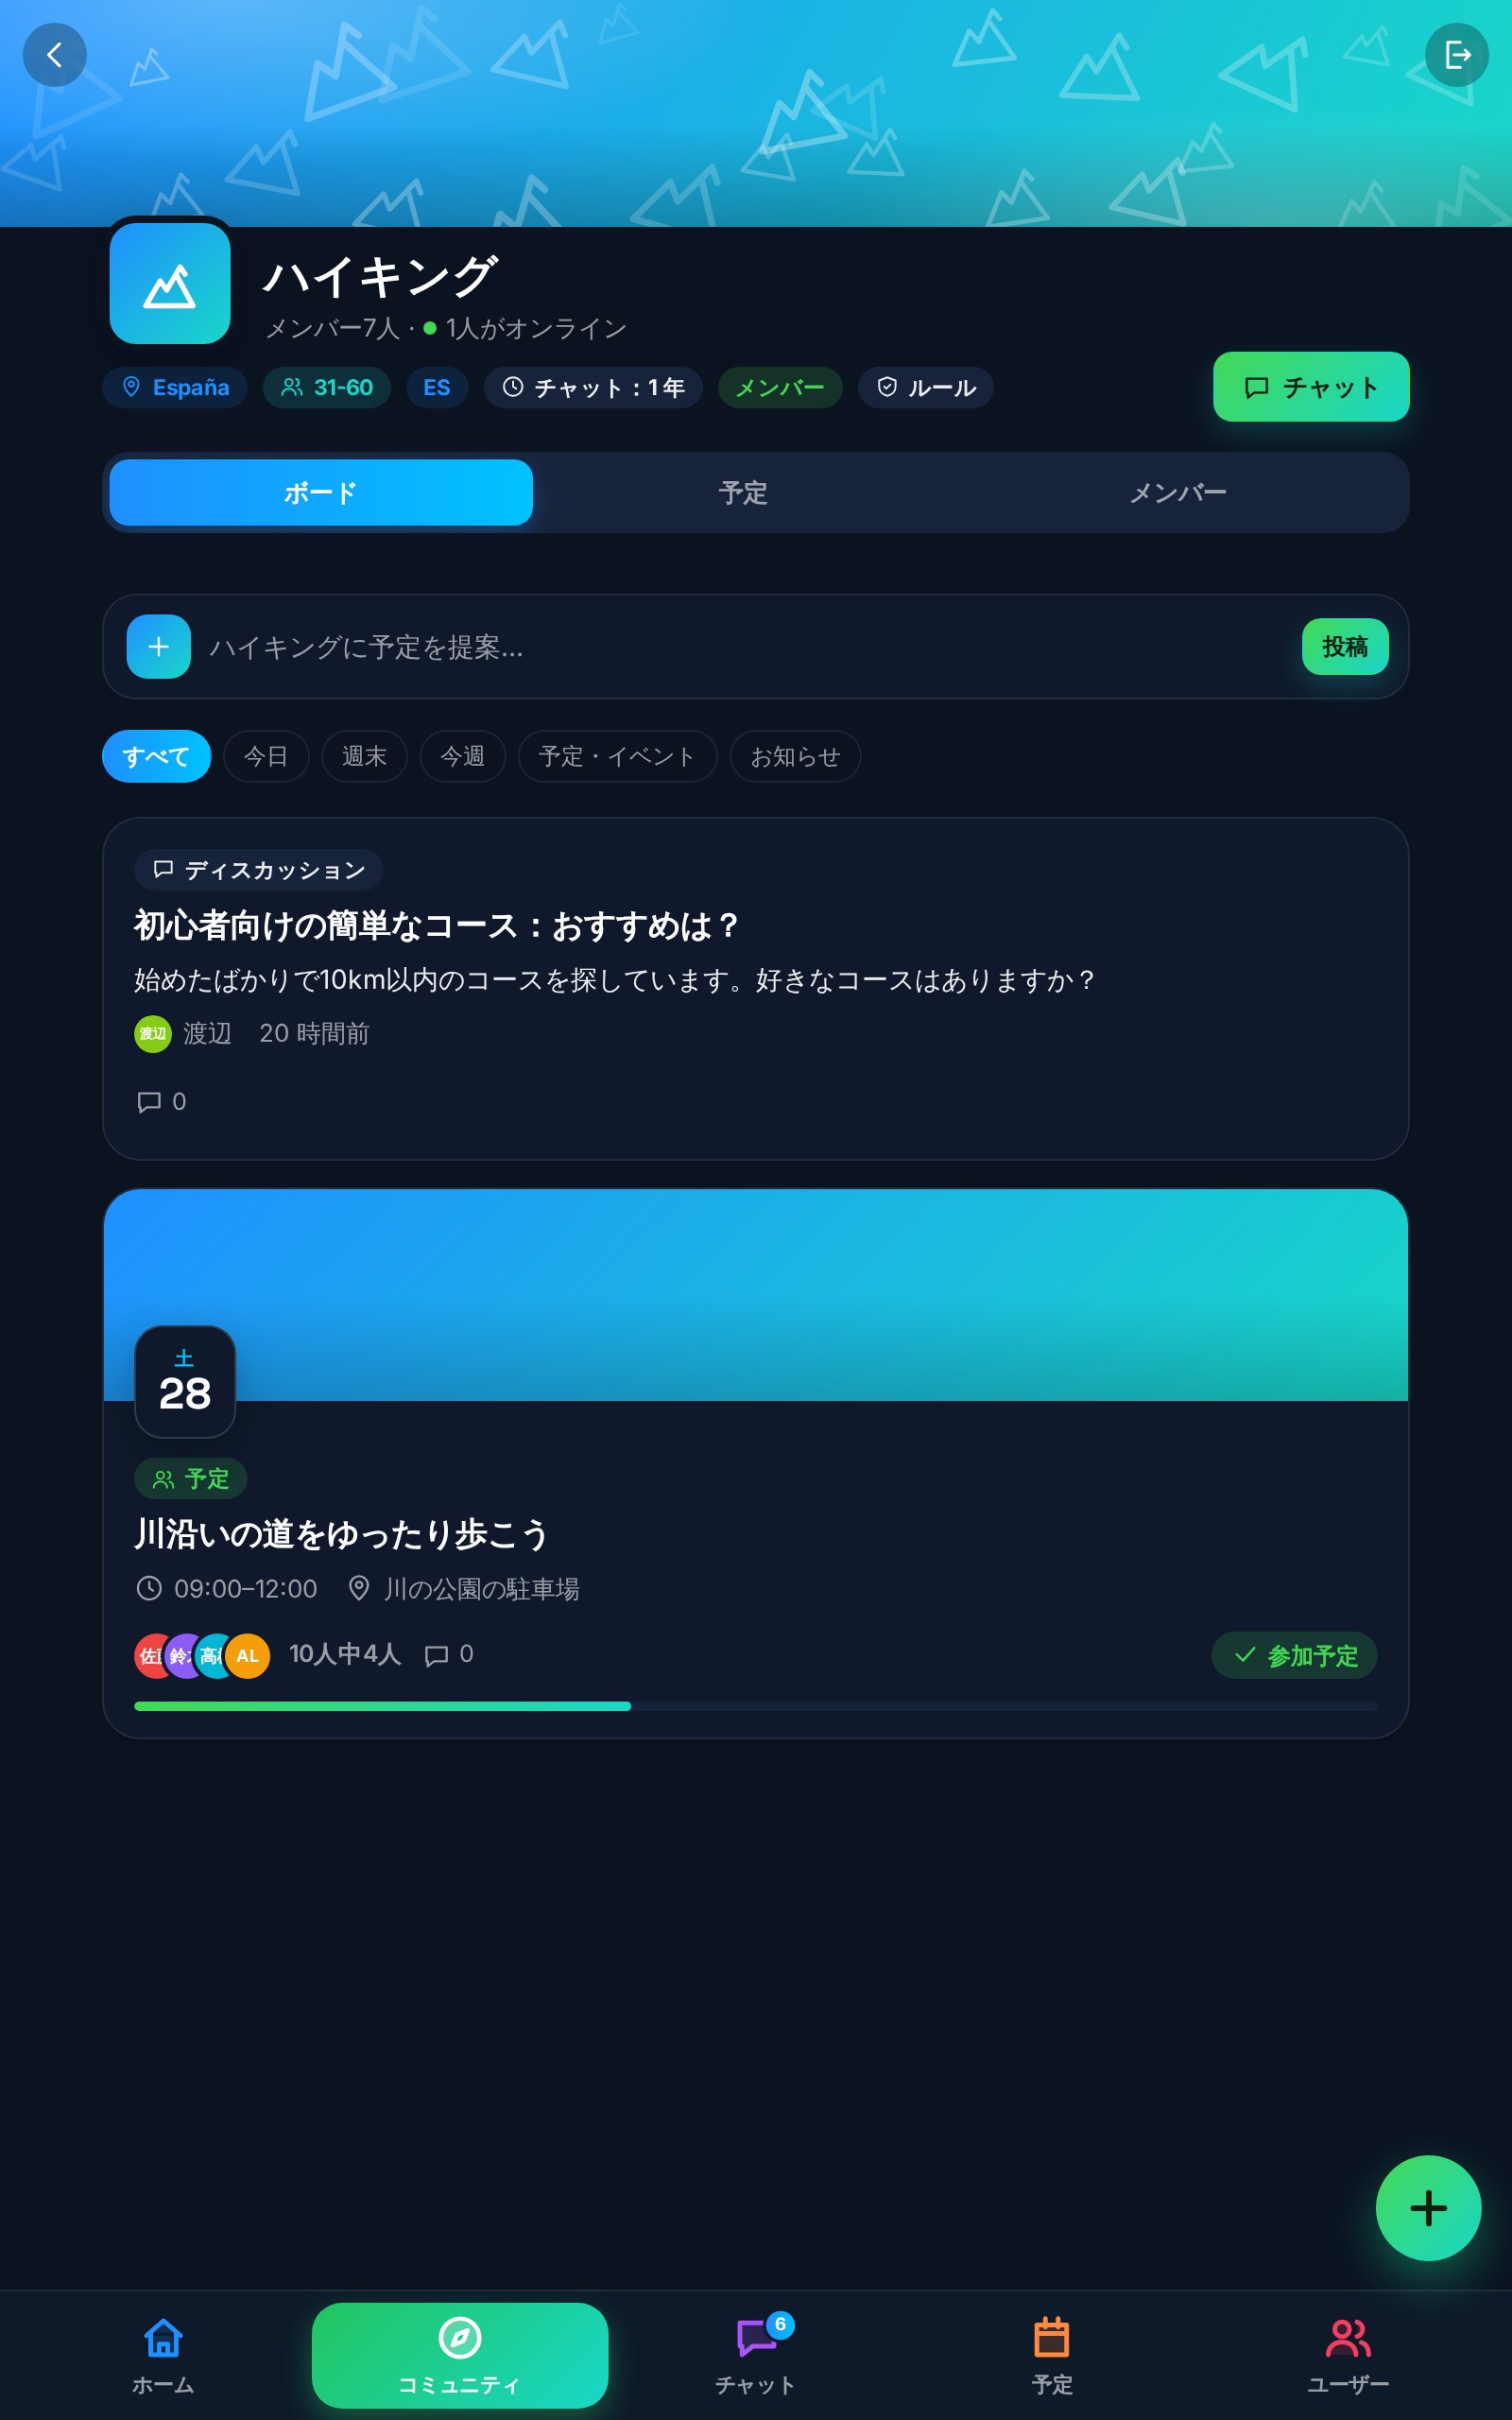 ハイキング
メンバー7人 · 1人がオンライン
España 31-60 ES チャット：1 年 メンバー ルール チャット
ボード 予定 メンバー
ハイキングに予定を提案... 投稿
すべて 今日 週末 今週 予定・イベント お知らせ
ディスカッション
初心者向けの簡単なコース：おすすめは？
始めたばかりで10km以内のコースを探しています。好きなコースはありますか？
渡辺 渡辺 20 時間前
0
土
28
予定
川沿いの道をゆったり歩こう
09:00–12:00 川の公園の駐車場
AL 10人中4人 0 参加予定
6
ホーム コミュニティ チャット 予定 ユーザー